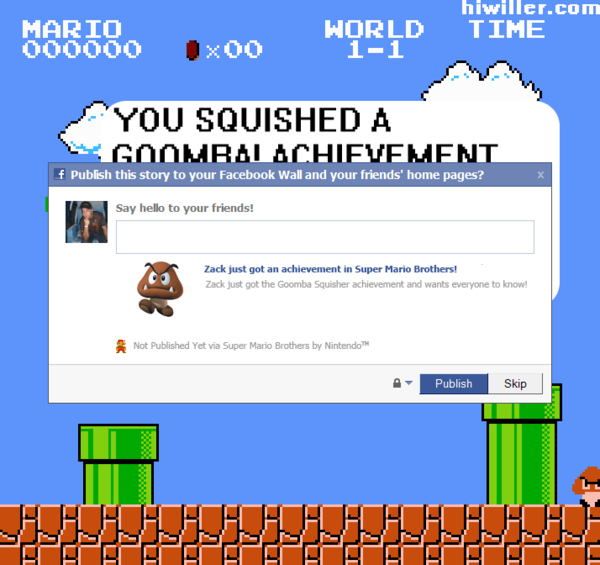 hiwiller.com
MARIO WORLD TIME
000000 x00 1-1
YOU SQUISHED A
GOOMBA! ACHIEVEMENT
f Publish this story to your Facebook Wall and your friends' home pages? x
Say hello to your friends!
Zack just got an achievement in Super Mario Brothers!
Zack just got the Goomba Squisher achievement and wants everyone to know!
Not Published Yet via Super Mario Brothers by Nintendo™
Publish Skip